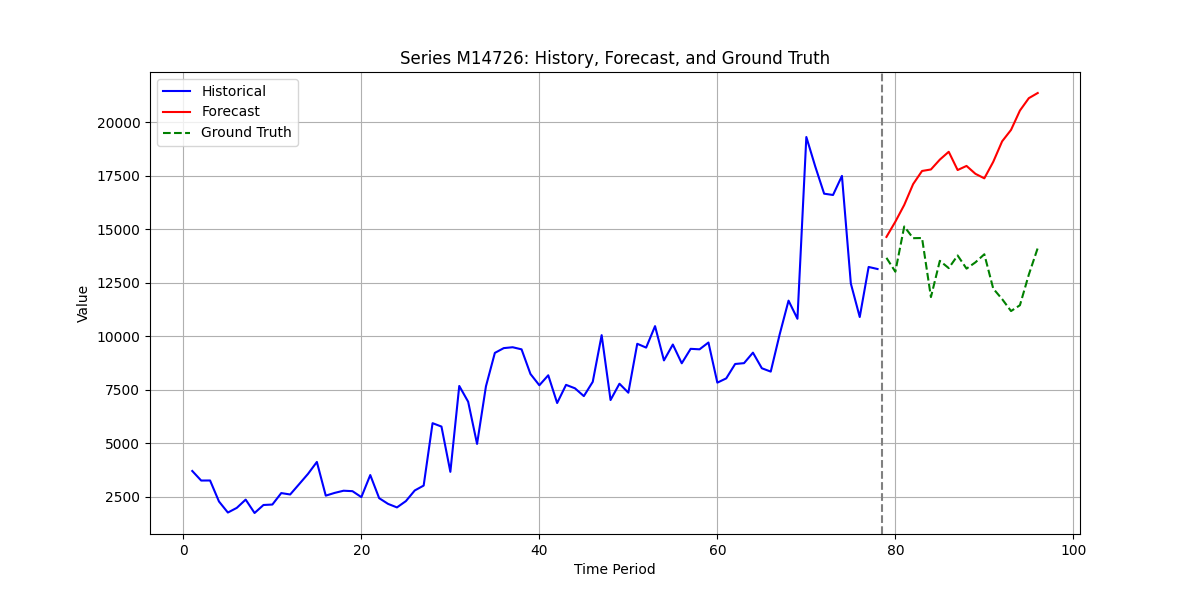 Series M14726: History, Forecast, and Ground Truth
Historical
Forecast
Ground Truth
Value
20000
17500
15000
12500
10000
7500
5000
2500
0 20 40 60 80 100
Time Period